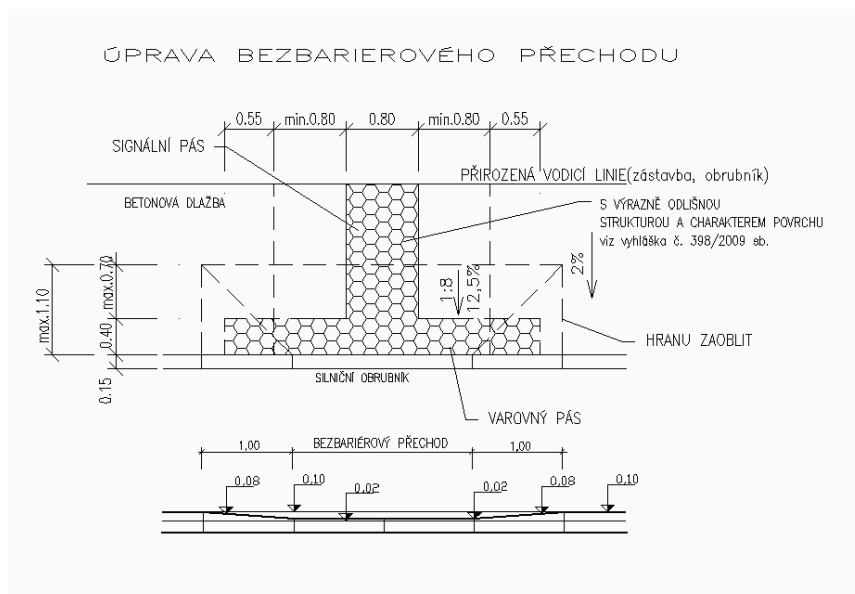 ÚPRAVA BEZBARIEROVÉHO PŘECHODU
0.55 min.0.80 0.80 min.0.80 0.55
SIGNÁLNÍ PÁS
PŘIROZENÁ VODICÍ LINIE(zástavba, obrubník)
BETONOVÁ DLAŽBA
S VÝRAZNĚ ODLIŠNOU
STRUKTUROU A CHARAKTEREM POVRCHU
viz vyhláška č. 398/2009 sb.
max.1.10
max.0.70
0.40
0.15
1:8
12,5%
2%
HRANU ZAOBLIT
SILNIČNÍ OBRUBNÍK
VAROVNÝ PÁS
1,00 BEZBARIÉROVÝ PŘECHOD 1,00
0,08 0,10 0,02 0,02 0,08 0,10